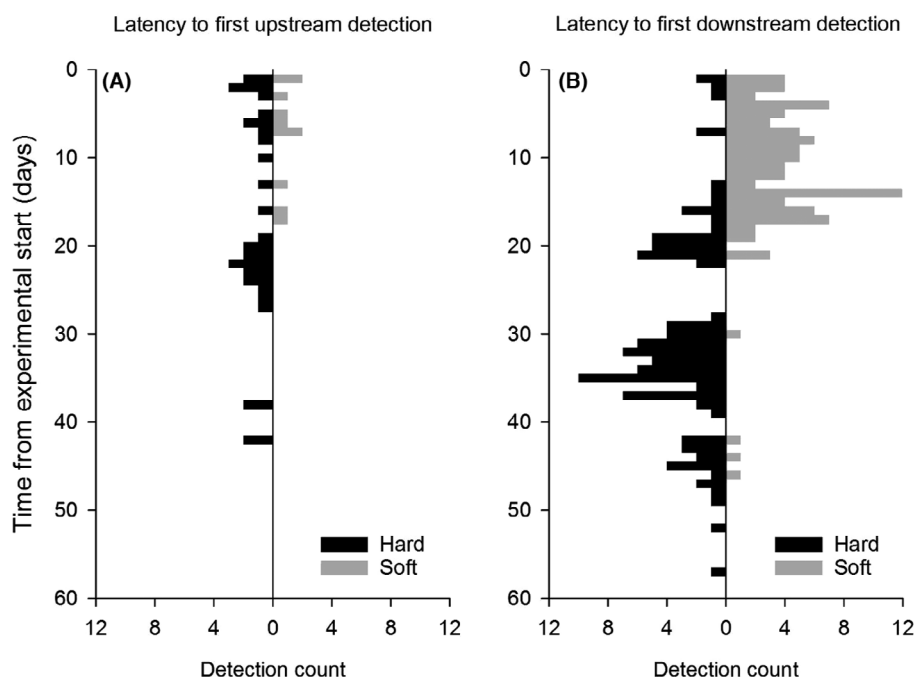 Latency to first upstream detection
Latency to first downstream detection
Time from experimental start (days)
(A)
0
10
20
30
40
50
60
Hard
Soft
12 8 4 0 4 8 12
Detection count
(B)
0
10
20
30
40
50
60
Hard
Soft
12 8 4 0 4 8 12
Detection count